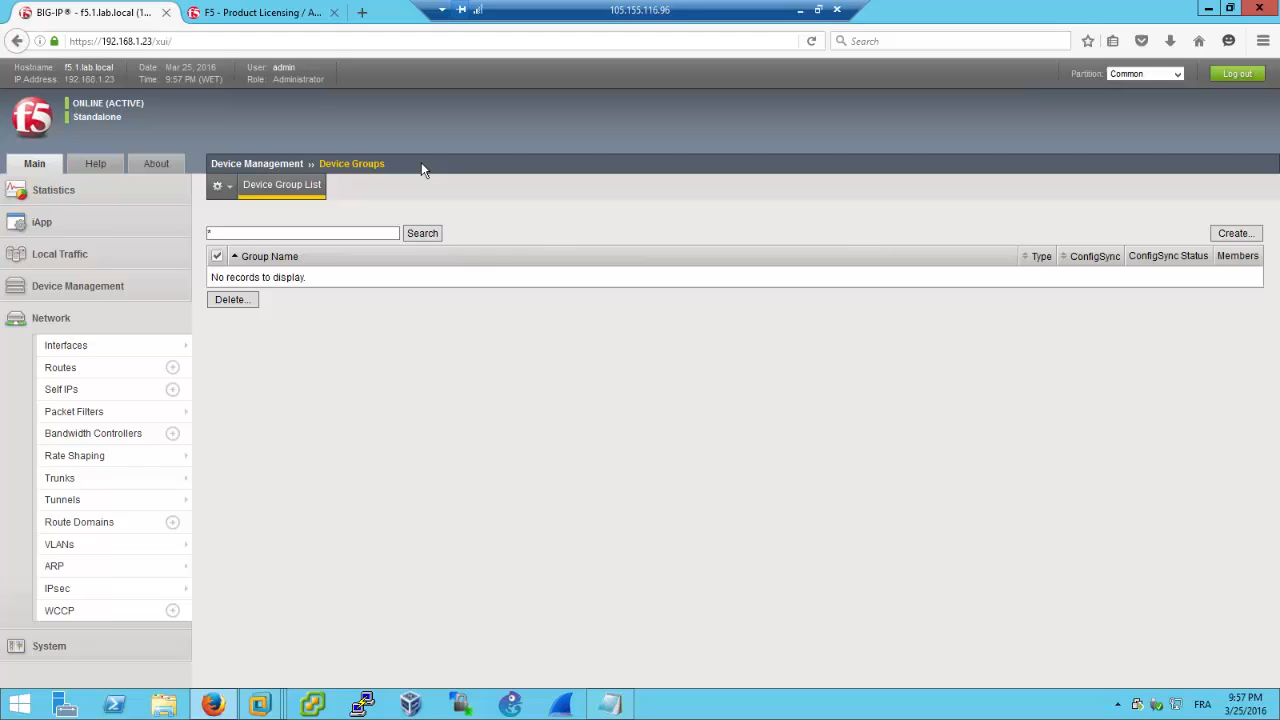 BIG-IP® - f5.1.lab.local (1...
F5 - Product Licensing / A...
105.155.116.96
https://192.168.1.23/xui/
Search
Hostname: f5.1.lab.local
IP Address: 192.168.1.23
Date: Mar 25, 2016
Time: 9:57 PM (WET)
User: admin
Role: Administrator
Partition: Common
Log out
f5
ONLINE (ACTIVE)
Standalone
Main
Help
About
Device Management ›› Device Groups
Device Group List
Statistics
iApp
Local Traffic
Device Management
Network
Interfaces
Routes
Self IPs
Packet Filters
Bandwidth Controllers
Rate Shaping
Trunks
Tunnels
Route Domains
VLANs
ARP
IPsec
WCCP
System
*
Search
Create...
Group Name
Type
ConfigSync
ConfigSync Status
Members
No records to display.
Delete...
FRA
9:57 PM
3/25/2016